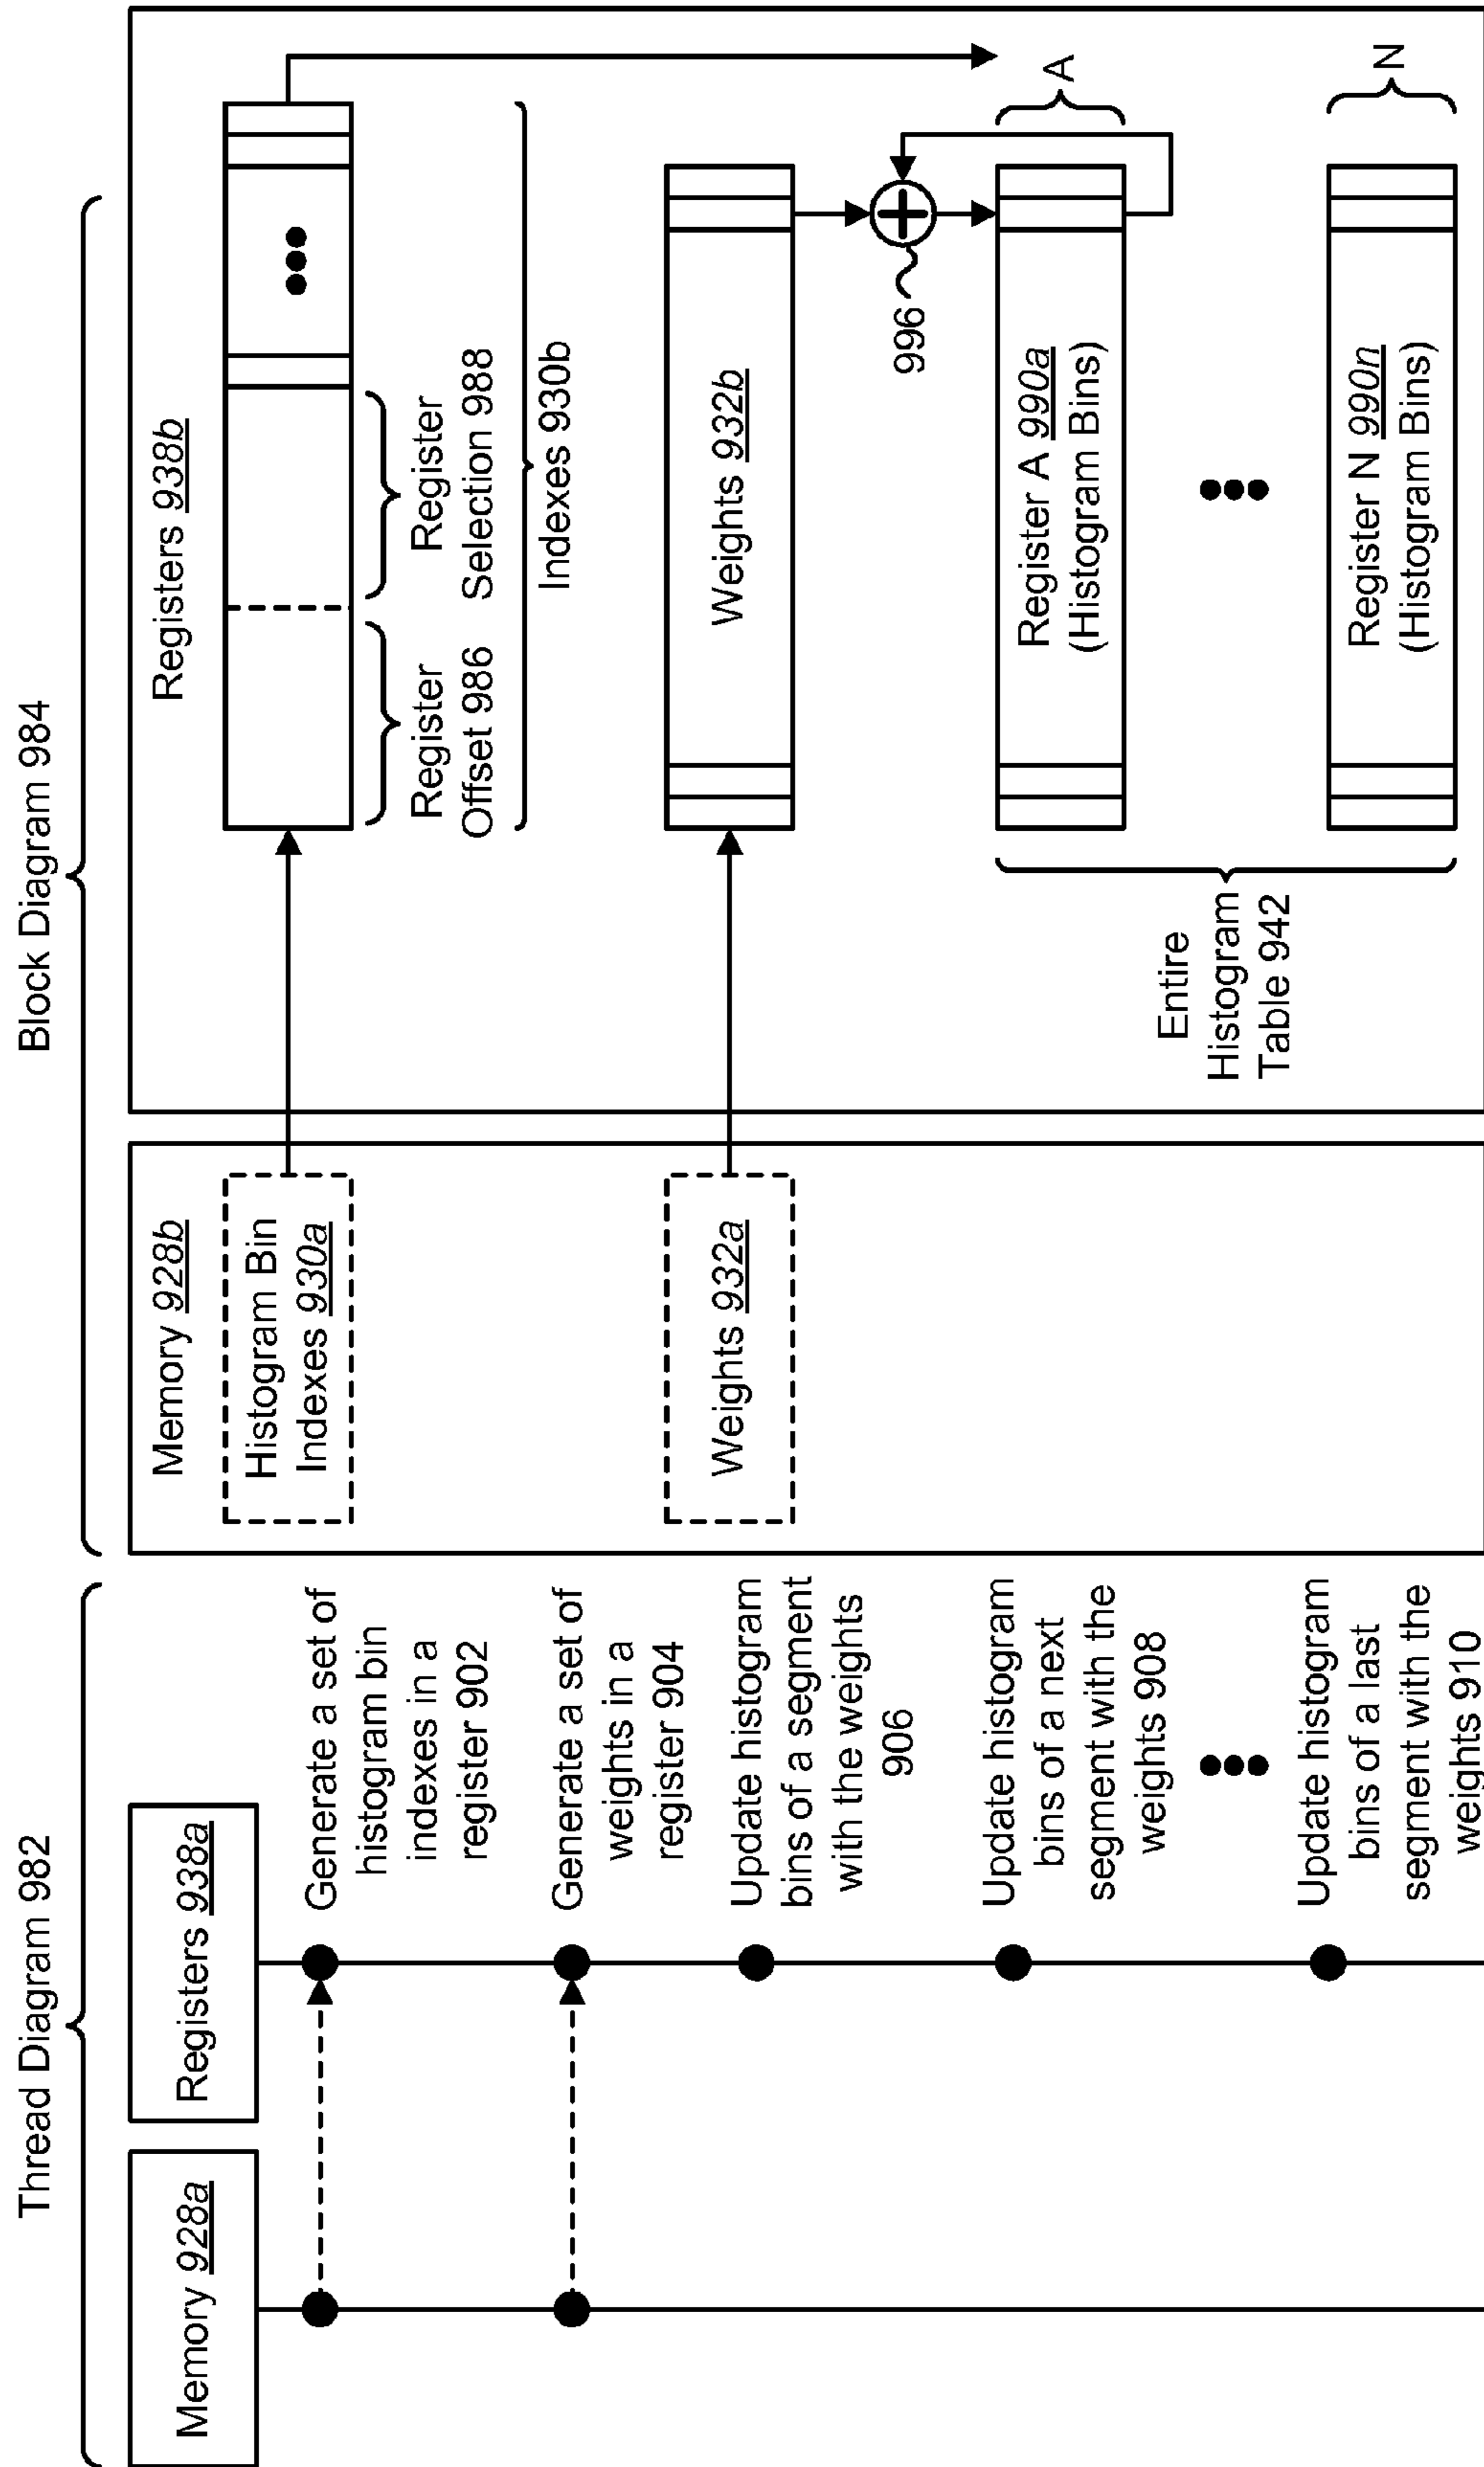 Thread Diagram 982
Memory 928a
Registers 938a
Generate a set of
histogram bin
indexes in a
register 902
Generate a set of
weights in a
register 904
Update histogram
bins of a segment
with the weights
906
Update histogram
bins of a next
segment with the
weights 908
Update histogram
bins of a last
segment with the
weights 910
Block Diagram 984
Memory 928b
Histogram Bin
Indexes 930a
Weights 932a
Registers 938b
Register
Offset 986
Register
Selection 988
Indexes 930b
Weights 932b
996
Register A 990a
(Histogram Bins)
A
Register N 990n
(Histogram Bins)
N
Entire
Histogram
Table 942